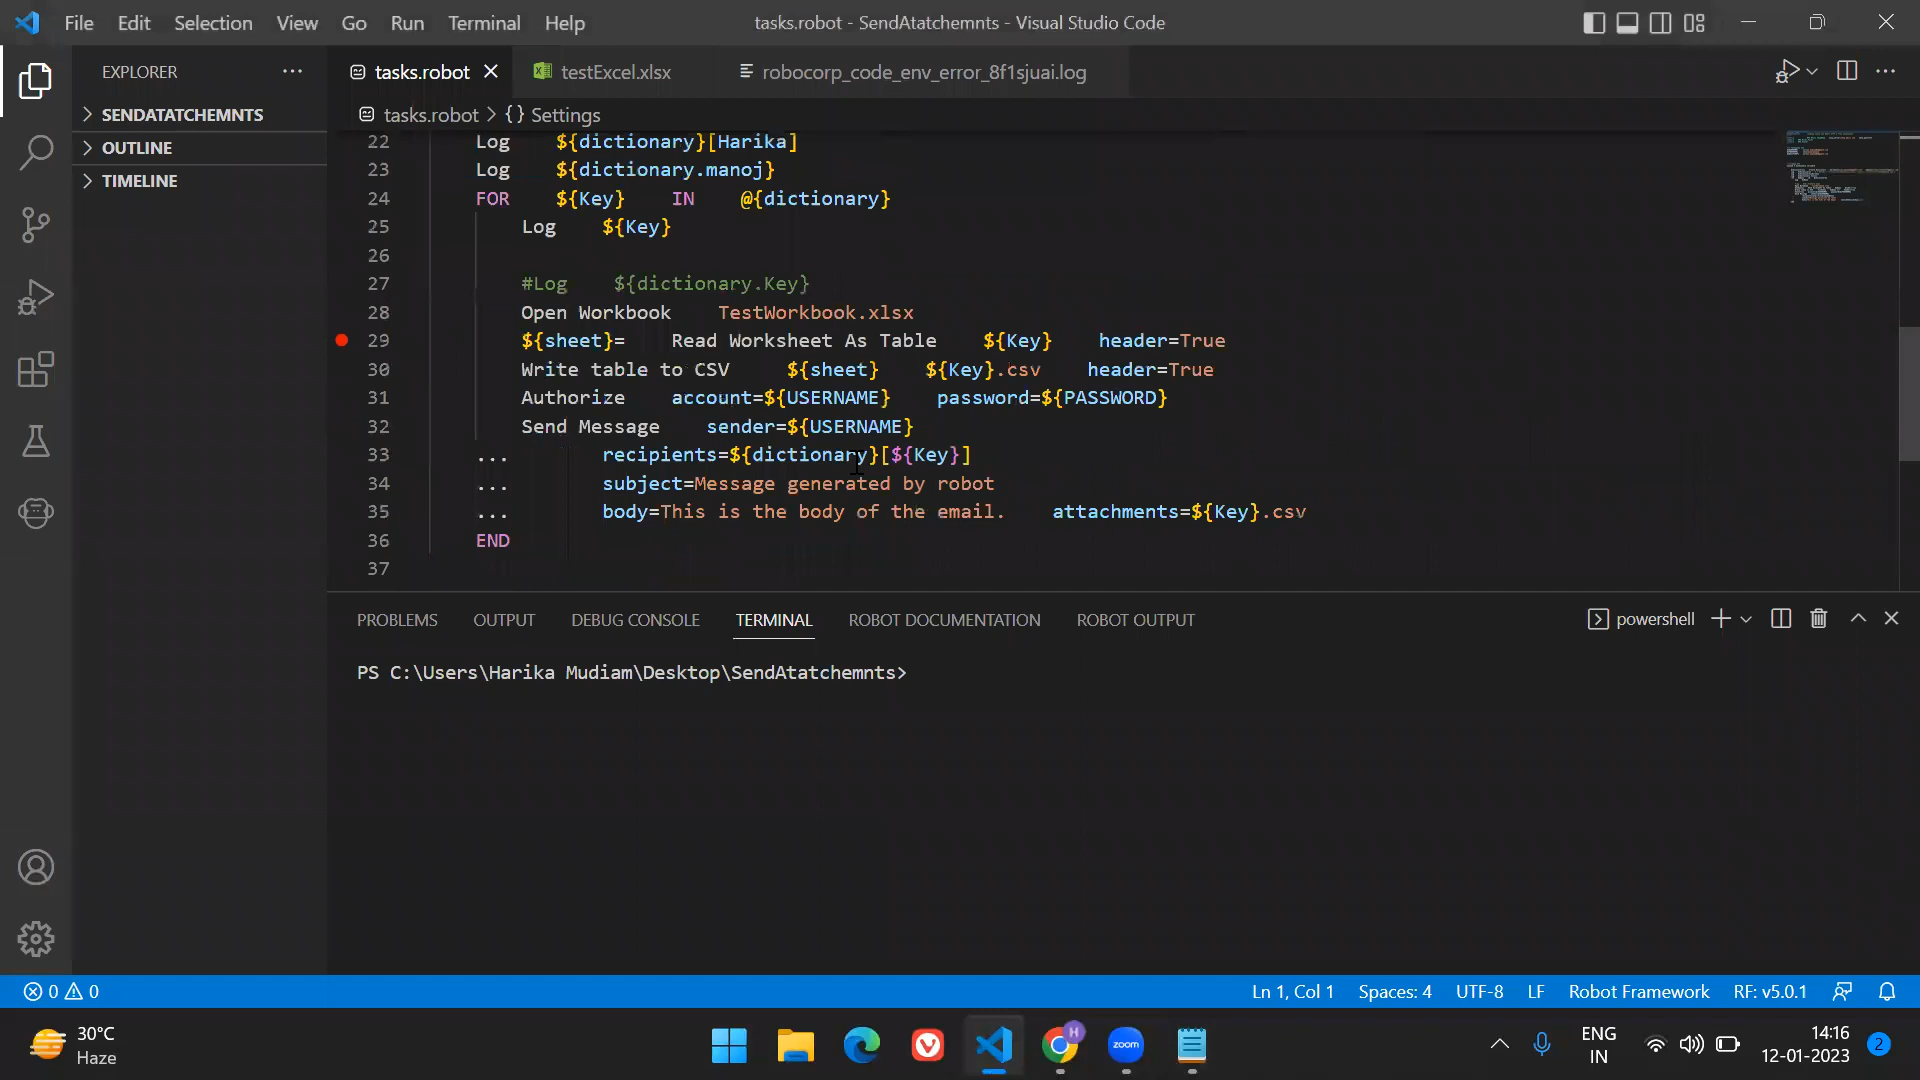 File Edit Selection View Go Run Terminal Help tasks.robot - SendAtatchemnts - Visual Studio Code
EXPLORER
tasks.robot testExcel.xlsx robocorp_code_env_error_8f1sjuai.log
SENDATATCHEMNTS
OUTLINE
TIMELINE
tasks.robot > {} Settings
22 Log ${dictionary}[Harika]
23 Log ${dictionary.manoj}
24 FOR ${Key} IN @{dictionary}
25 Log ${Key}
26
27 #Log ${dictionary.Key}
28 Open Workbook TestWorkbook.xlsx
29 ${sheet}= Read Worksheet As Table ${Key} header=True
30 Write table to CSV ${sheet} ${Key}.csv header=True
31 Authorize account=${USERNAME} password=${PASSWORD}
32 Send Message sender=${USERNAME}
33 ... recipients=${dictionary}[${Key}]
34 ... subject=Message generated by robot
35 ... body=This is the body of the email. attachments=${Key}.csv
36 END
37
PROBLEMS OUTPUT DEBUG CONSOLE TERMINAL ROBOT DOCUMENTATION ROBOT OUTPUT powershell
PS C:\Users\Harika Mudiam\Desktop\SendAtatchemnts>
0 0 Ln 1, Col 1 Spaces: 4 UTF-8 LF Robot Framework RF: v5.0.1
30°C
Haze
H
zoom
ENG
IN
14:16
12-01-2023
2